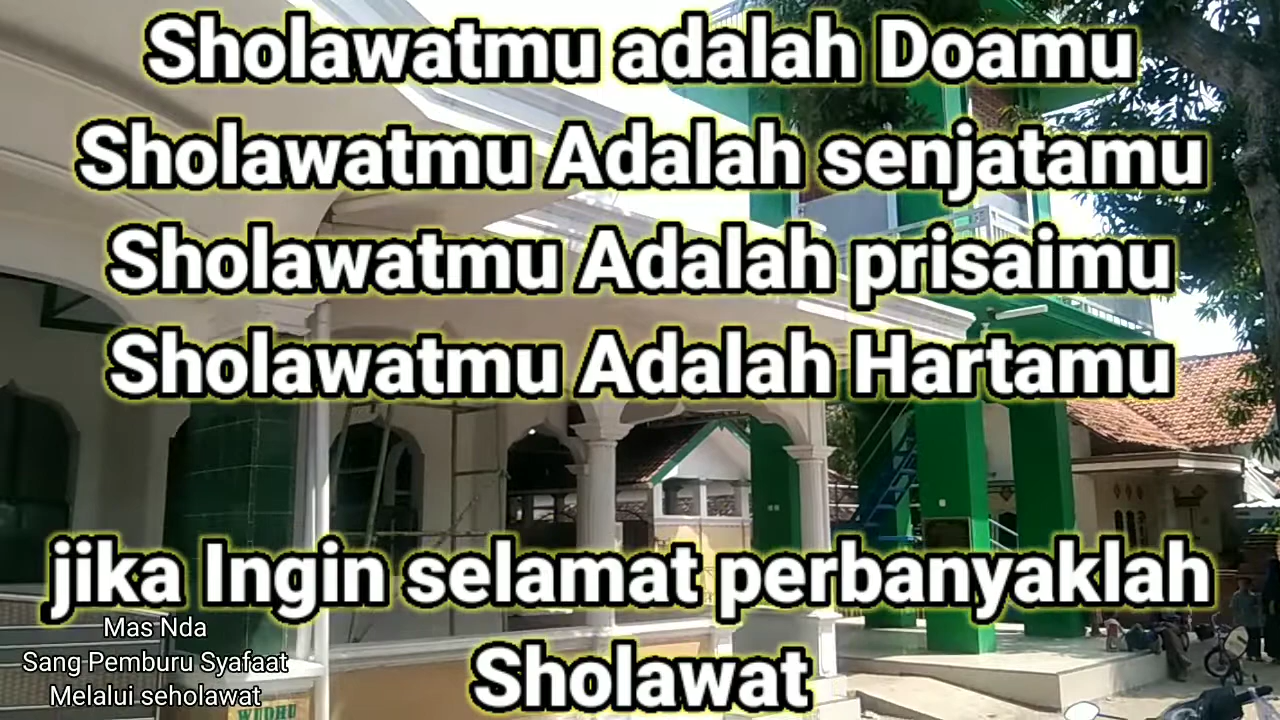 Sholawatmu adalah Doamu
Sholawatmu Adalah senjatamu
Sholawatmu Adalah prisaimu
Sholawatmu Adalah Hartamu
jika Ingin selamat perbanyaklah
Sholawat
Mas Nda
Sang Pemburu Syafaat
Melalui seholawat
WUDHU